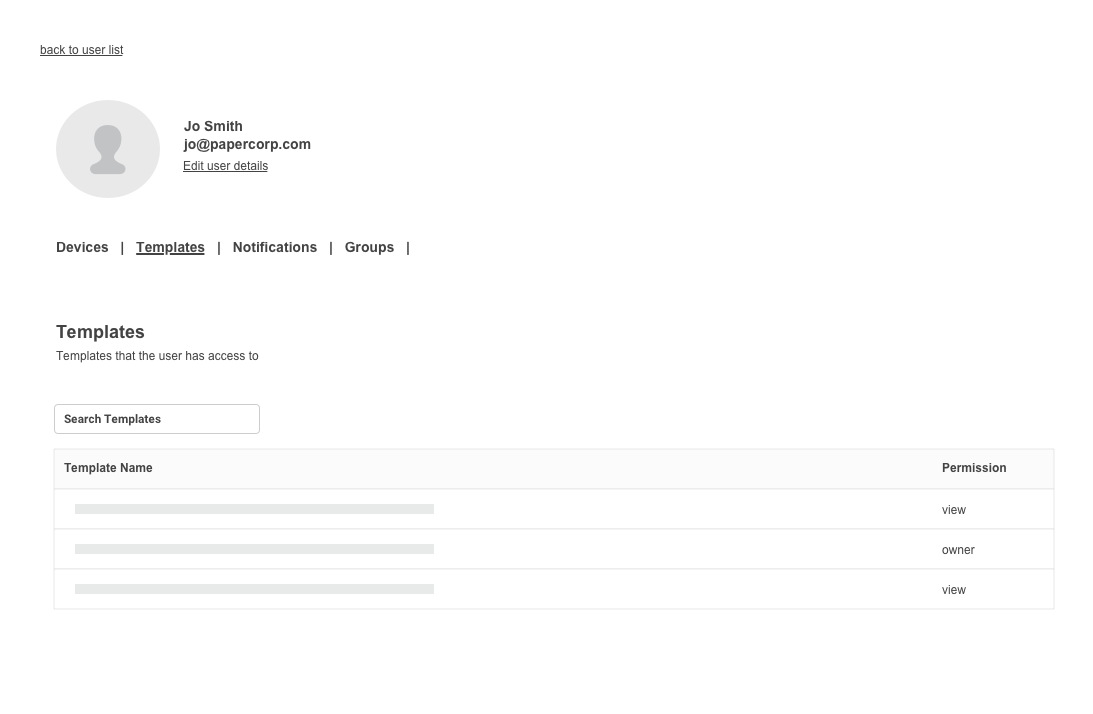 back to user list
Jo Smith
jo@papercorp.com
Edit user details
Devices | Templates | Notifications | Groups |
Templates
Templates that the user has access to
Search Templates
Template Name Permission
view
owner
view